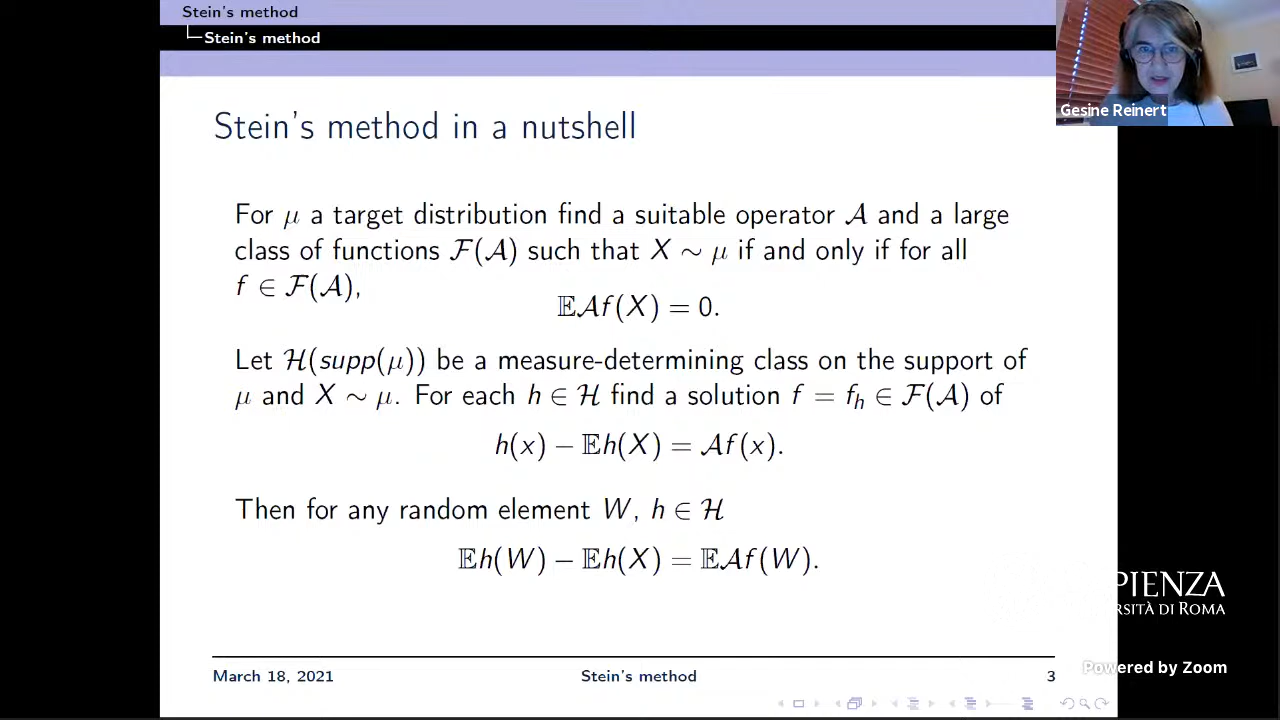 Stein's method
Stein's method
Gesine Reinert
Stein's method in a nutshell
For μ a target distribution find a suitable operator 𝒜 and a large
class of functions ℱ(𝒜) such that X ∼ μ if and only if for all
f ∈ ℱ(𝒜),
𝔼𝒜f(X) = 0.
Let ℋ(supp(μ)) be a measure-determining class on the support of
μ and X ∼ μ. For each h ∈ ℋ find a solution f = f_h ∈ ℱ(𝒜) of
h(x) − 𝔼h(X) = 𝒜f(x).
Then for any random element W, h ∈ ℋ
𝔼h(W) − 𝔼h(X) = 𝔼𝒜f(W).
PIENZA
RSITÀ DI ROMA
Powered by Zoom
March 18, 2021 Stein's method 3